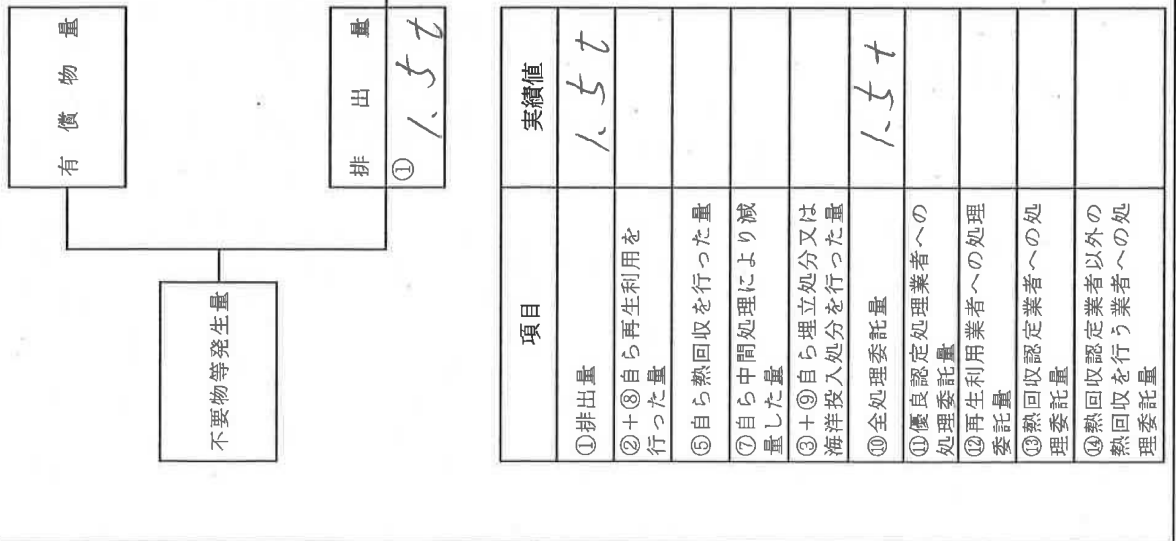 有償物量
不要物等発生量
排出量
① 1.5t
項目 実績値
①排出量 1.5t
②+⑧自ら再生利用を
行った量
⑤自ら熱回収を行った量
⑦自ら中間処理により減
量した量
③+⑨自ら埋立処分又は
海洋投入処分を行った量
⑩全処理委託量 1.5t
⑪優良認定処理業者への
処理委託量
⑫再生利用業者への処理
委託量
⑬熱回収認定業者への処
理委託量
⑭熱回収認定業者以外の
熱回収を行う業者への処
理委託量